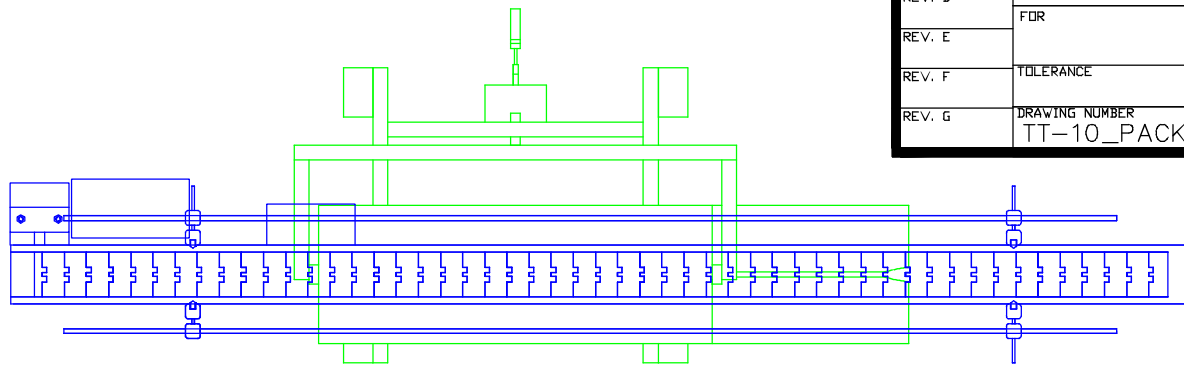 FOR
REV. E
REV. F
TOLERANCE
REV. G
DRAWING NUMBER
TT-10_PACK